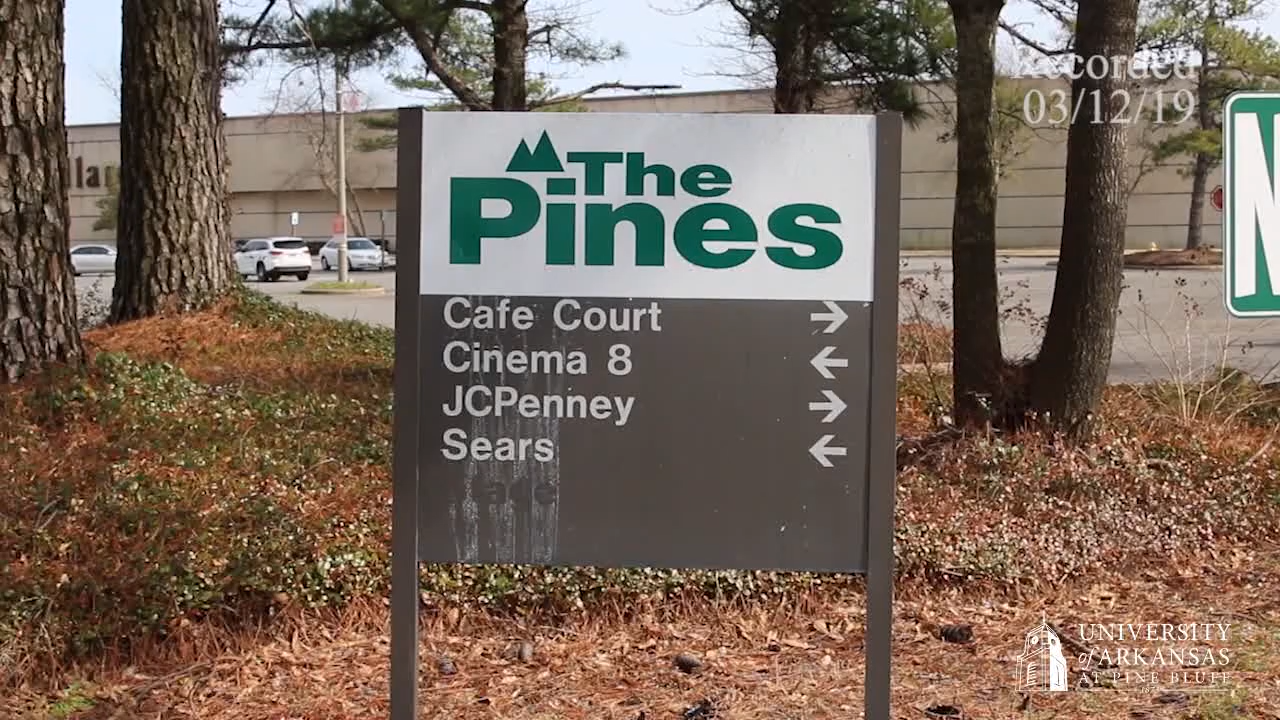 Recorded
03/12/19
The
Pines
Cafe Court →
Cinema 8 ←
JCPenney →
Sears ←
UNIVERSITY
of ARKANSAS
AT PINE BLUFF